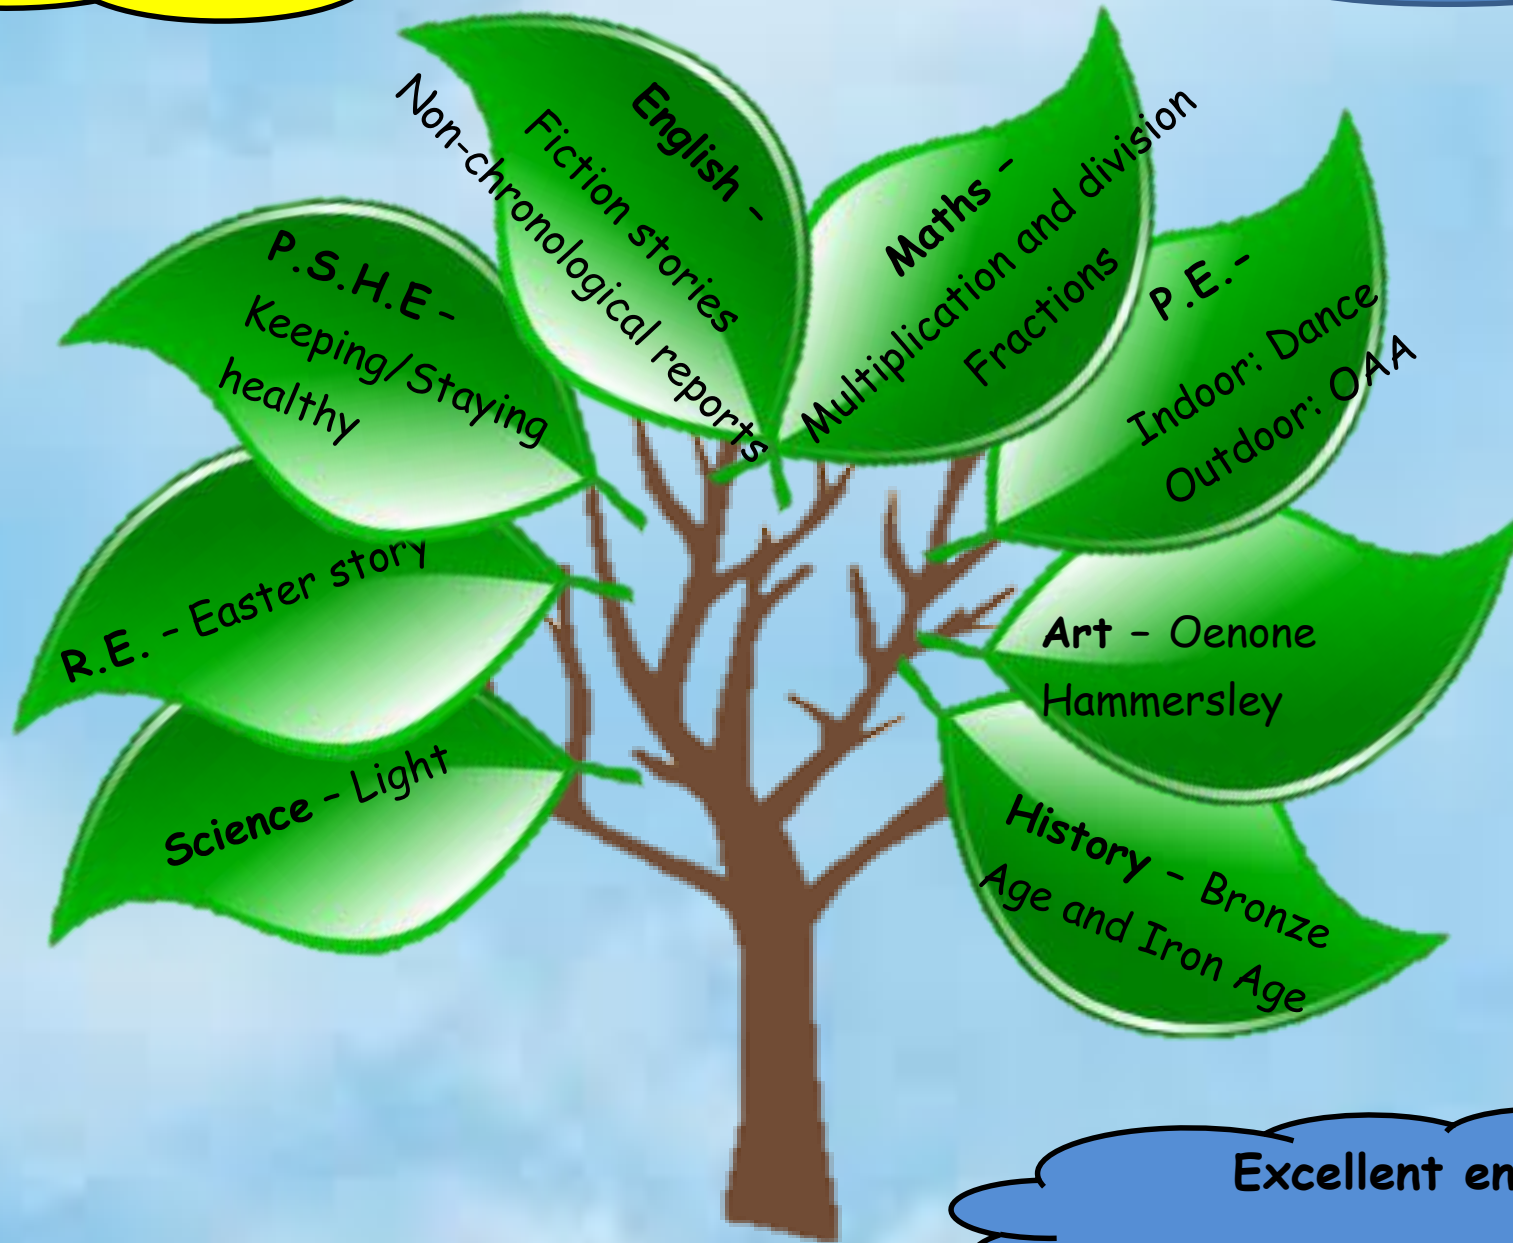 English -
Fiction stories
Non-chronological reports
Maths -
Multiplication and division
Fractions
P.E.-
Indoor: Dance
Outdoor: OAA
P.S.H.E -
Keeping/Staying
healthy
R.E. - Easter story
Art - Oenone
Hammersley
Science - Light
History - Bronze
Age and Iron Age
Excellent